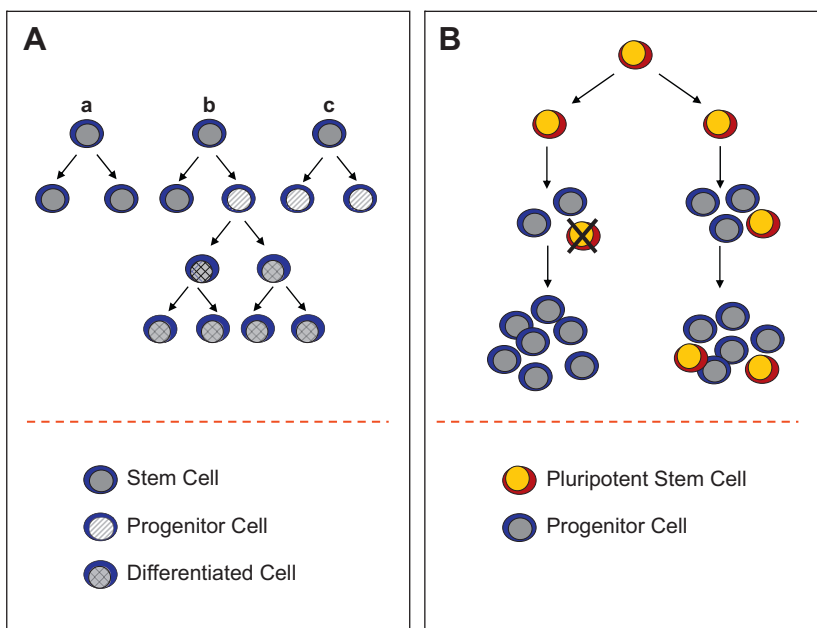 A
a b c
Stem Cell
Progenitor Cell
Differentiated Cell
B
Pluripotent Stem Cell
Progenitor Cell